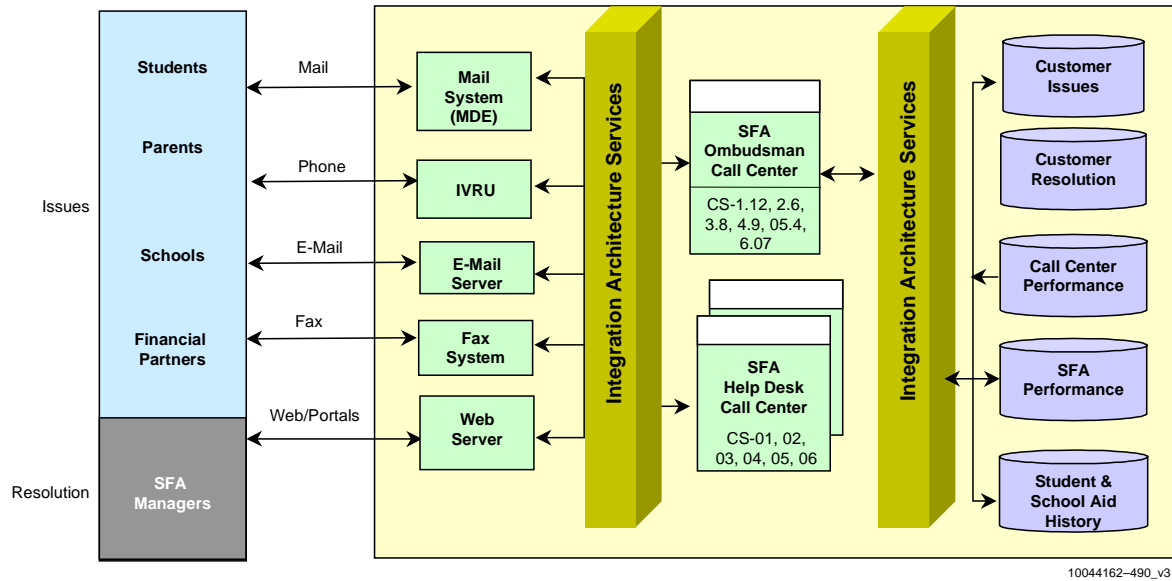 Issues
Resolution
Students
Parents
Schools
Financial
Partners
SFA
Managers
Mail
Phone
E-Mail
Fax
Web/Portals
Mail
System
(MDE)
IVRU
E-Mail
Server
Fax
System
Web
Server
Integration Architecture Services
SFA
Ombudsman
Call Center
CS-1.12, 2.6,
3.8, 4.9, 05.4,
6.07
SFA
Help Desk
Call Center
CS-01, 02,
03, 04, 05, 06
Integration Architecture Services
Customer
Issues
Customer
Resolution
Call Center
Performance
SFA
Performance
Student &
School Aid
History
10044162–490_v3